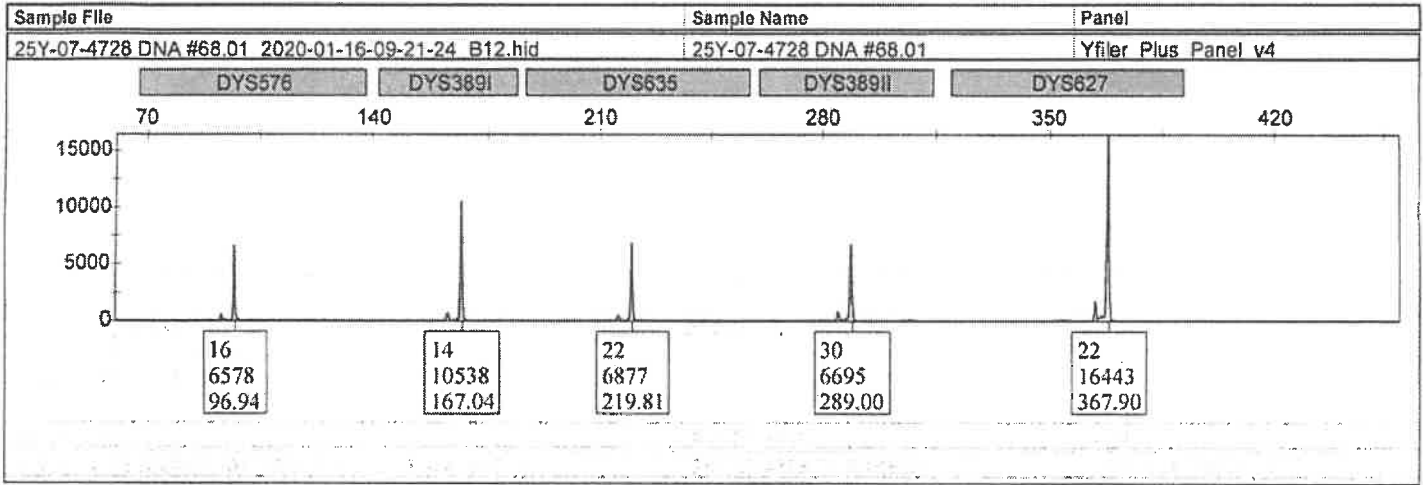 Sample File Sample Name Panel
25Y-07-4728 DNA #68.01 2020-01-16-09-21-24 B12.hid 25Y-07-4728 DNA #68.01 Yfiler Plus Panel v4
DYS576 DYS389I DYS635 DYS389II DYS627
70 140 210 280 350 420
15000
10000
5000
0
16 14 22 30 22
6578 10538 6877 6695 16443
96.94 167.04 219.81 289.00 367.90